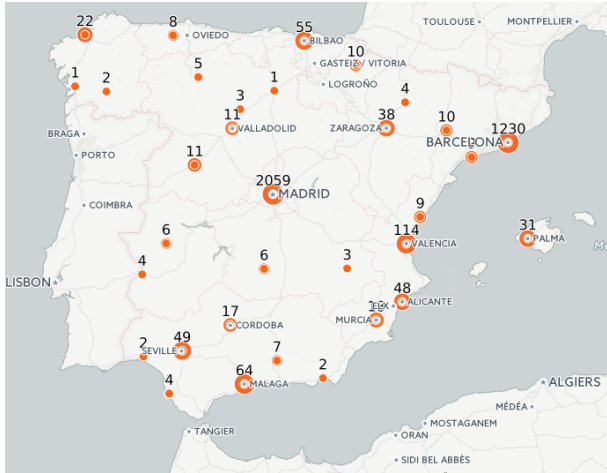 22
8
OVIEDO
55
BILBAO
TOULOUSE
MONTPELLIER
10
GASTEIZ / VITORIA
5
1
2
1
LOGROÑO
4
3
11
VALLADOLID
38
ZARAGOZA
10
1230
BARCELONA
BRAGA
PORTO
11
2059
MADRID
COIMBRA
9
6
114
VALENCIA
31
PALMA
LISBON
4
6
3
48
ALICANTE
ELX
MURCIA
17
CORDOBA
2
49
SEVILLE
7
64
MALAGA
2
4
ALGIERS
MÉDÉA
MOSTAGANEM
TANGIER
ORAN
SIDI BEL ABBÈS